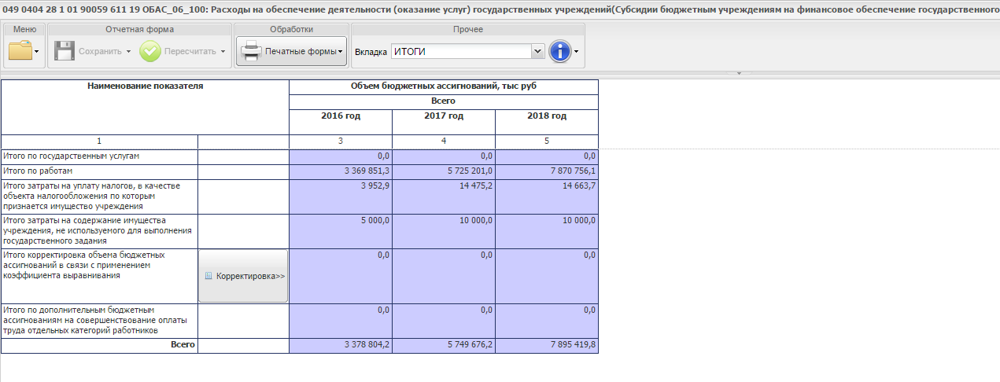 049 0404 28 1 01 90059 611 19 ОБАС_06_100: Расходы на обеспечение деятельности (оказание услуг) государственных учреждений(Субсидии бюджетным учреждениям на финансовое обеспечение государственного
Меню
Отчетная форма
Обработки
Прочее
Сохранить
Пересчитать
Печатные формы
Вкладка
ИТОГИ
Наименование показателя
Объем бюджетных ассигнований, тыс руб
Всего
2016 год
2017 год
2018 год
1
3
4
5
Итого по государственным услугам
0,0
0,0
0,0
Итого по работам
3 369 851,3
5 725 201,0
7 870 756,1
Итого затраты на уплату налогов, в качестве
объекта налогообложения по которым
признается имущество учреждения
3 952,9
14 475,2
14 663,7
Итого затраты на содержание имущества
учреждения, не используемого для выполнения
государственного задания
5 000,0
10 000,0
10 000,0
Итого корректировка объема бюджетных
ассигнований в связи с применением
коэффициента выравнивания
Корректировка>>
0,0
0,0
0,0
Итого по дополнительным бюджетным
ассигнованиям на совершенствование оплаты
труда отдельных категорий работников
0,0
0,0
0,0
Всего
3 378 804,2
5 749 676,2
7 895 419,8